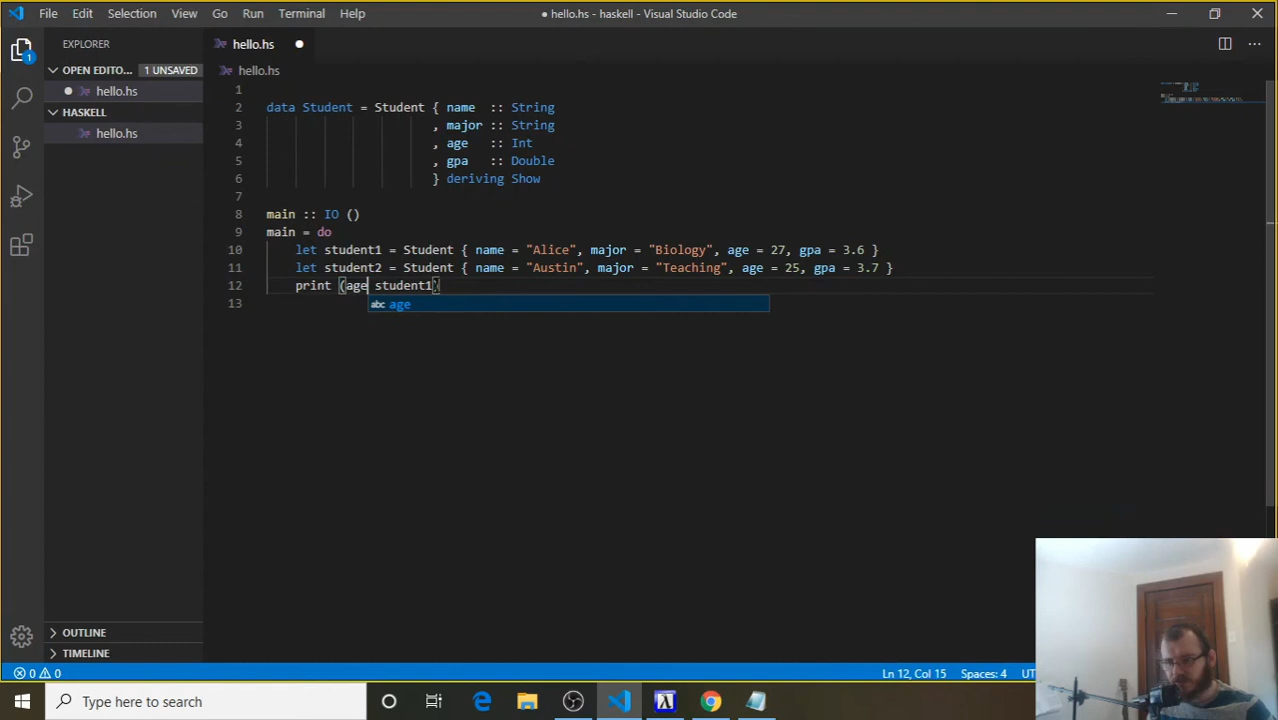 File Edit Selection View Go Run Terminal Help ● hello.hs - haskell - Visual Studio Code
EXPLORER
hello.hs
OPEN EDITO... 1 UNSAVED
hello.hs
hello.hs
HASKELL
hello.hs
1
2 data Student = Student { name :: String
3 , major :: String
4 , age :: Int
5 , gpa :: Double
6 } deriving Show
7
8 main :: IO ()
9 main = do
10 let student1 = Student { name = "Alice", major = "Biology", age = 27, gpa = 3.6 }
11 let student2 = Student { name = "Austin", major = "Teaching", age = 25, gpa = 3.7 }
12 print (age student1)
abc age
13
OUTLINE
TIMELINE
0 0 Ln 12, Col 15 Spaces: 4 UT
Type here to search